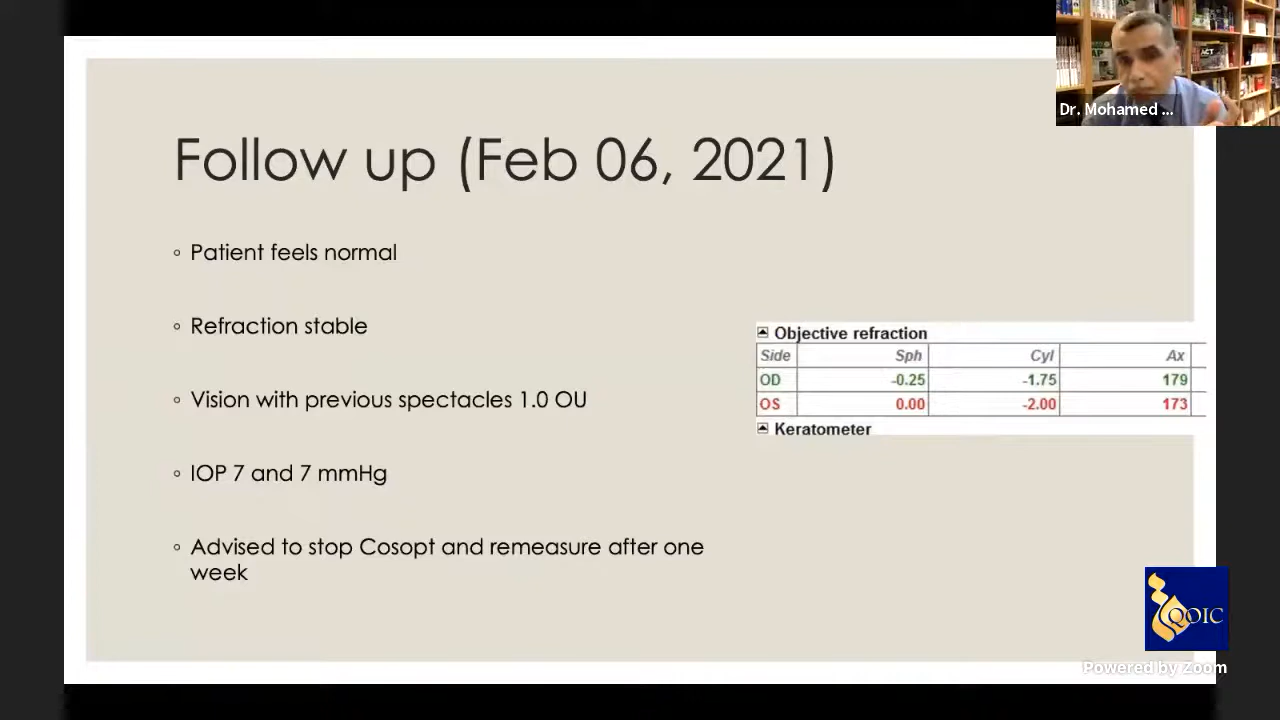 Dr. Mohamed ...
Follow up (Feb 06, 2021)
◦ Patient feels normal
◦ Refraction stable
◦ Vision with previous spectacles 1.0 OU
◦ IOP 7 and 7 mmHg
◦ Advised to stop Cosopt and remeasure after one
week
Objective refraction
Side Sph Cyl Ax
OD -0.25 -1.75 179
OS 0.00 -2.00 173
Keratometer
QOIC
Powered by Zoom